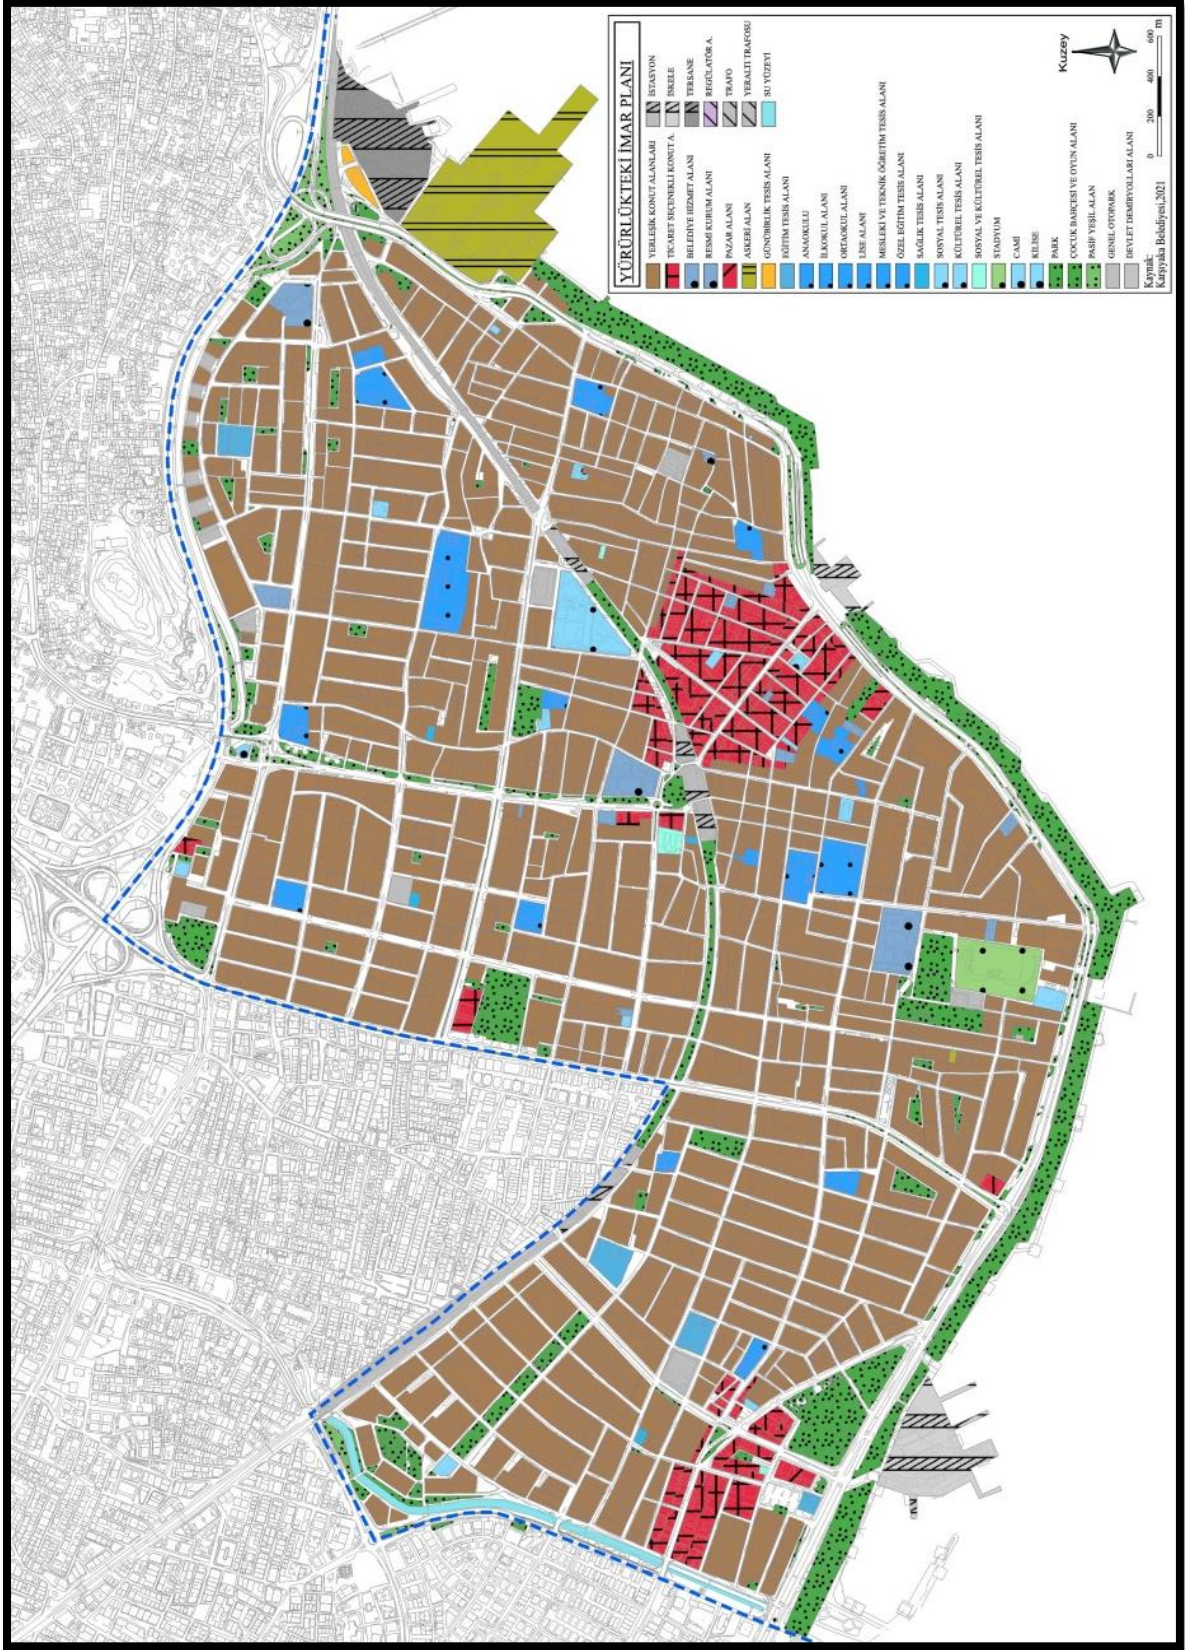 YÜRÜRLÜKTEKİ İMAR PLANI
YERLEŞİK KONUT ALANLARI
TİCARET SEÇENEKLİ KONUT A.
BELEDİYE HİZMET ALANI
RESMİ KURUM ALANI
PAZAR ALANI
ASKERİ ALAN
GÜNÜBİRLİK TESİS ALANI
EĞİTİM TESİS ALANI
ANAOKULU
İLKOKUL ALANI
ORTAOKUL ALANI
LİSE ALANI
MESLEKİ VE TEKNİK ÖĞRETİM TESİS ALANI
ÖZEL EĞİTİM TESİS ALANI
SAĞLIK TESİS ALANI
SOSYAL TESİS ALANI
KÜLTÜREL TESİS ALANI
SOSYAL VE KÜLTÜREL TESİS ALANI
STADYUM
CAMİ
KİLİSE
PARK
ÇOCUK BAHÇESİ VE OYUN ALANI
PASİF YEŞİL ALAN
GENEL OTOPARK
DEVLET DEMİRYOLLARI ALANI
İSTASYON
İSKELE
TERSANE
REGÜLATÖR A.
TRAFO
YERALTI TRAFOSU
SU YÜZEYİ
Kuzey
0 200 400 600 m
Kaynak:
Karşıyaka Belediyesi,2021